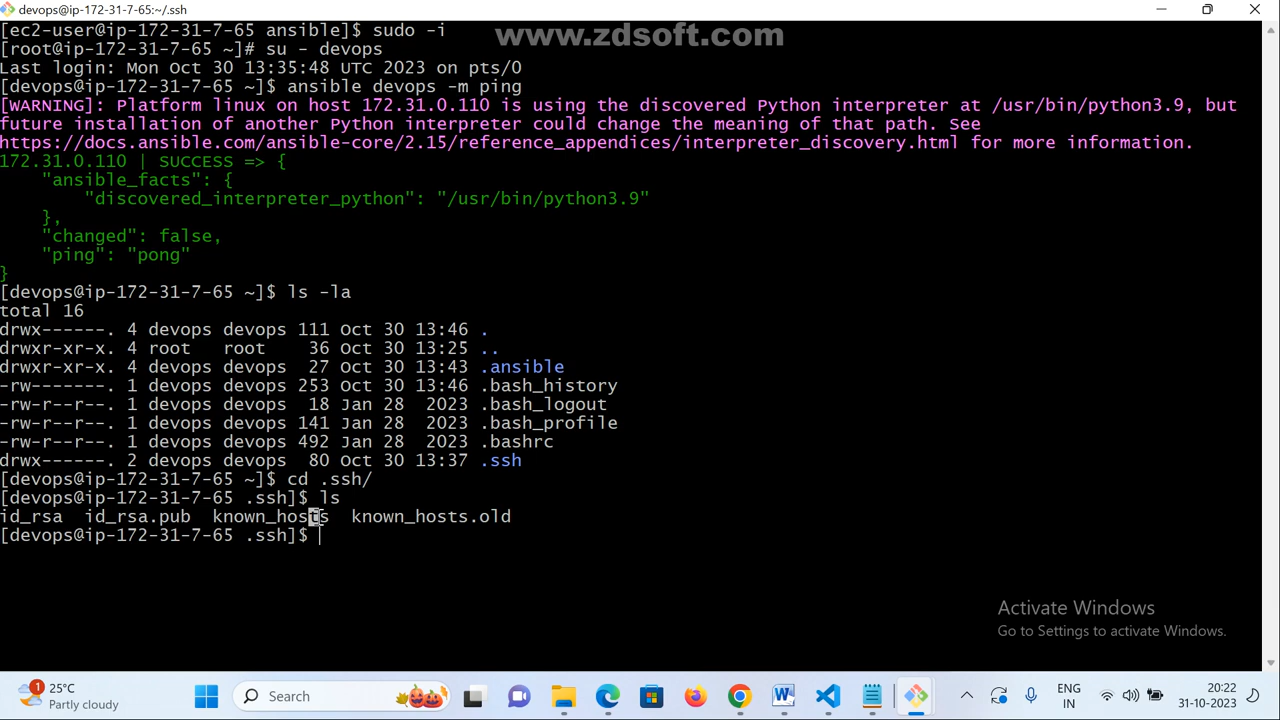 devops@ip-172-31-7-65:~/.ssh
[ec2-user@ip-172-31-7-65 ansible]$ sudo -i
www.zdsoft.com
[root@ip-172-31-7-65 ~]# su - devops
Last login: Mon Oct 30 13:35:48 UTC 2023 on pts/0
[devops@ip-172-31-7-65 ~]$ ansible devops -m ping
[WARNING]: Platform linux on host 172.31.0.110 is using the discovered Python interpreter at /usr/bin/python3.9, but
future installation of another Python interpreter could change the meaning of that path. See
https://docs.ansible.com/ansible-core/2.15/reference_appendices/interpreter_discovery.html for more information.
172.31.0.110 | SUCCESS => {
    "ansible_facts": {
        "discovered_interpreter_python": "/usr/bin/python3.9"
    },
    "changed": false,
    "ping": "pong"
}
[devops@ip-172-31-7-65 ~]$ ls -la
total 16
drwx------. 4 devops devops 111 Oct 30 13:46 .
drwxr-xr-x. 4 root   root    36 Oct 30 13:25 ..
drwxr-xr-x. 4 devops devops  27 Oct 30 13:43 .ansible
-rw-------. 1 devops devops 253 Oct 30 13:46 .bash_history
-rw-r--r--. 1 devops devops  18 Jan 28  2023 .bash_logout
-rw-r--r--. 1 devops devops 141 Jan 28  2023 .bash_profile
-rw-r--r--. 1 devops devops 492 Jan 28  2023 .bashrc
drwx------. 2 devops devops  80 Oct 30 13:37 .ssh
[devops@ip-172-31-7-65 ~]$ cd .ssh/
[devops@ip-172-31-7-65 .ssh]$ ls
id_rsa  id_rsa.pub  known_hosts  known_hosts.old
[devops@ip-172-31-7-65 .ssh]$
Activate Windows
Go to Settings to activate Windows.
1
25°C
Partly cloudy
Search
ENG
IN
20:22
31-10-2023